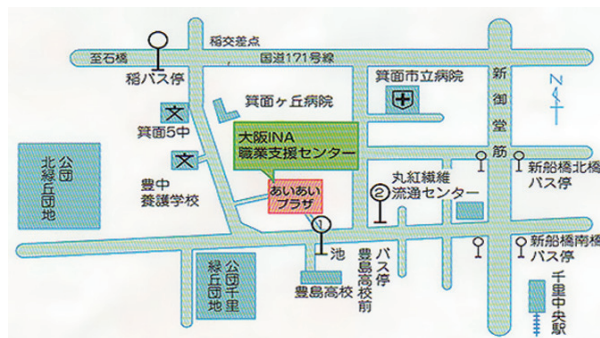 稲交差点
至石橋
国道171号線
稲バス停
箕面ヶ丘病院
箕面市立病院
新御堂筋
N
箕面5中
大阪INA
職業支援センター
公団
北緑丘団地
豊中
養護学校
あいあい
プラザ
②
丸紅繊維
流通センター
新船橋北橋
バス停
池
豊島高校前
バス停
新船橋南橋
バス停
公団千里
緑丘団地
豊島高校
千里中央駅